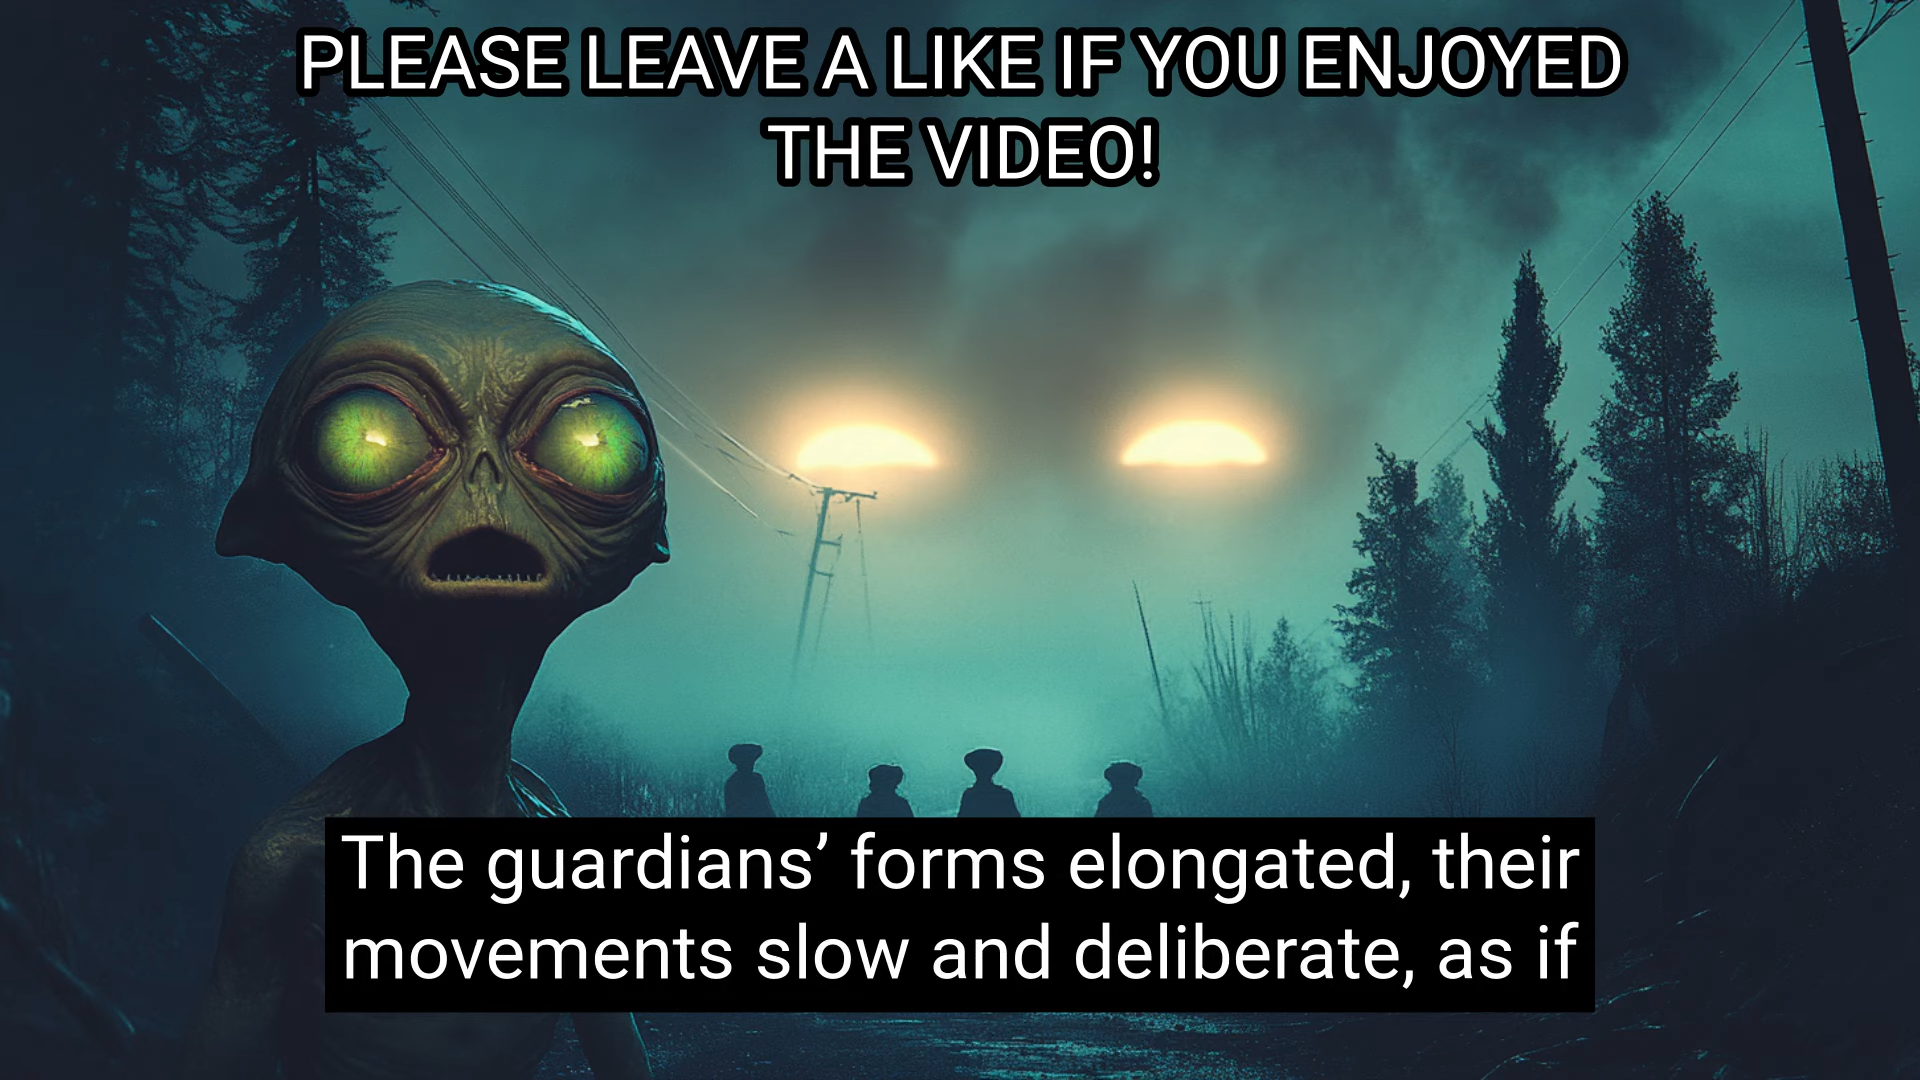 PLEASE LEAVE A LIKE IF YOU ENJOYED
THE VIDEO!
The guardians’ forms elongated, their
movements slow and deliberate, as if